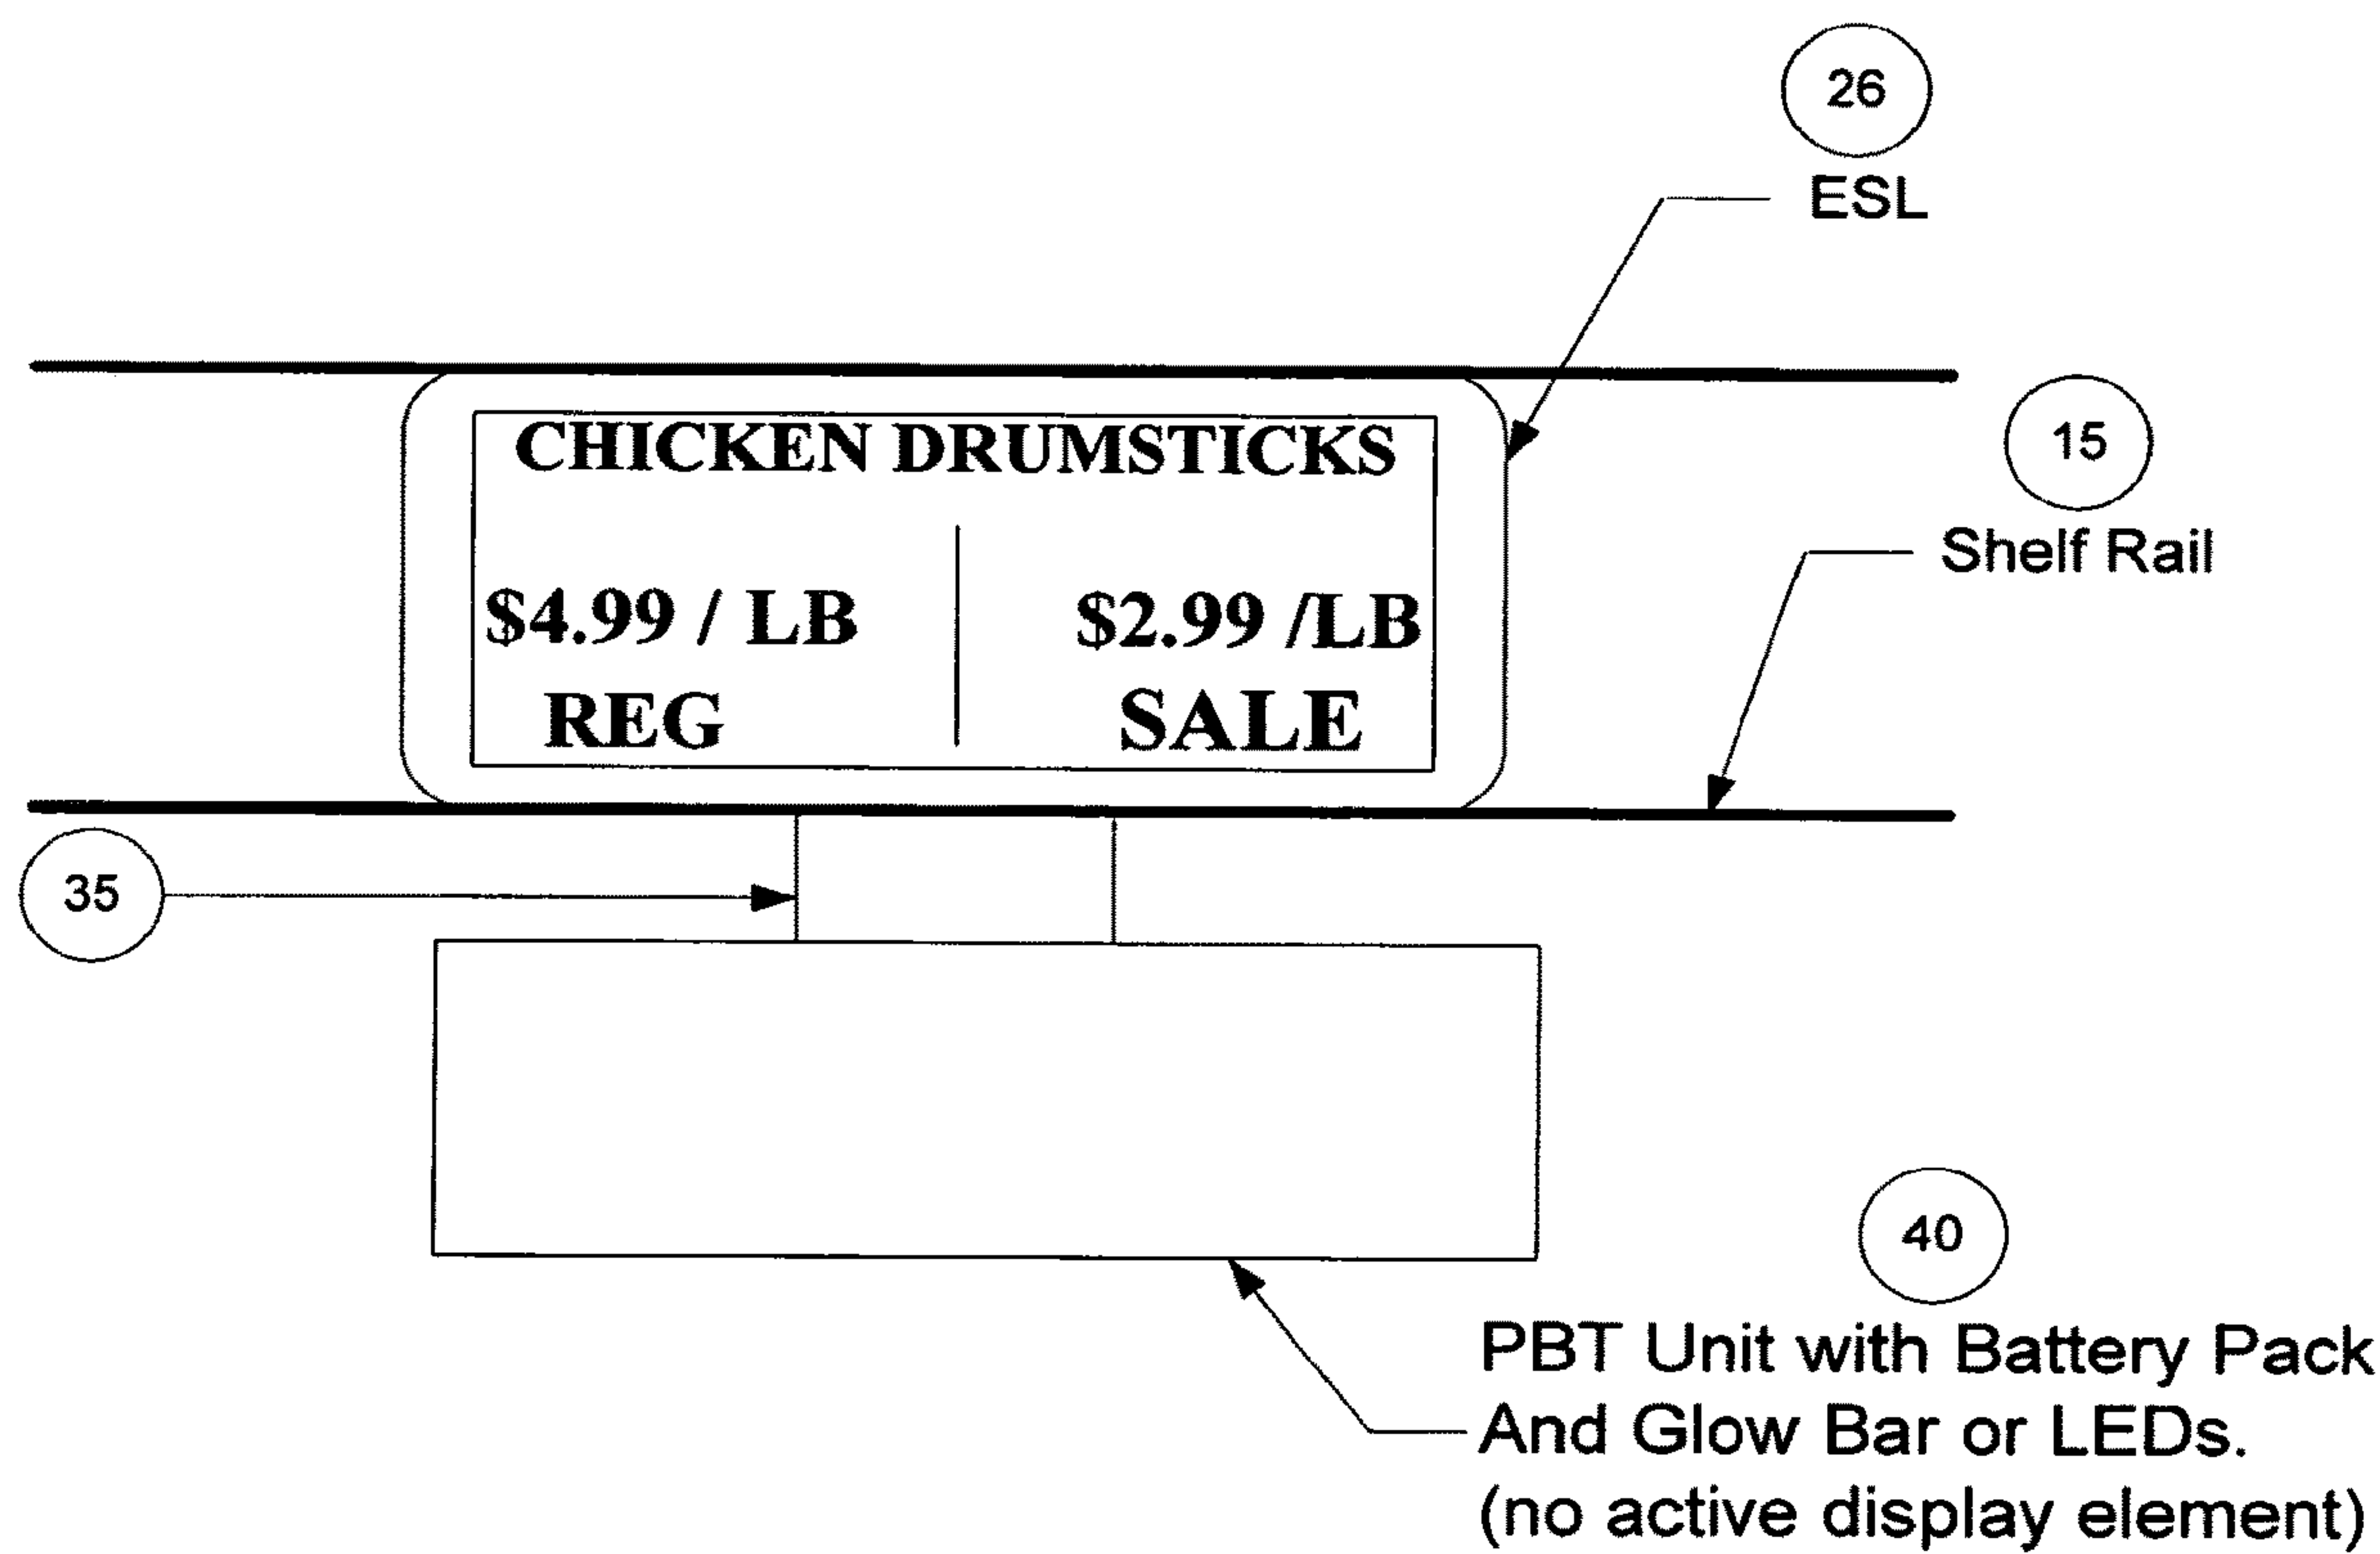 26
ESL
15
Shelf Rail
CHICKEN DRUMSTICKS
$4.99 / LB
REG
$2.99 /LB
SALE
35
40
PBT Unit with Battery Pack
And Glow Bar or LEDs.
(no active display element)